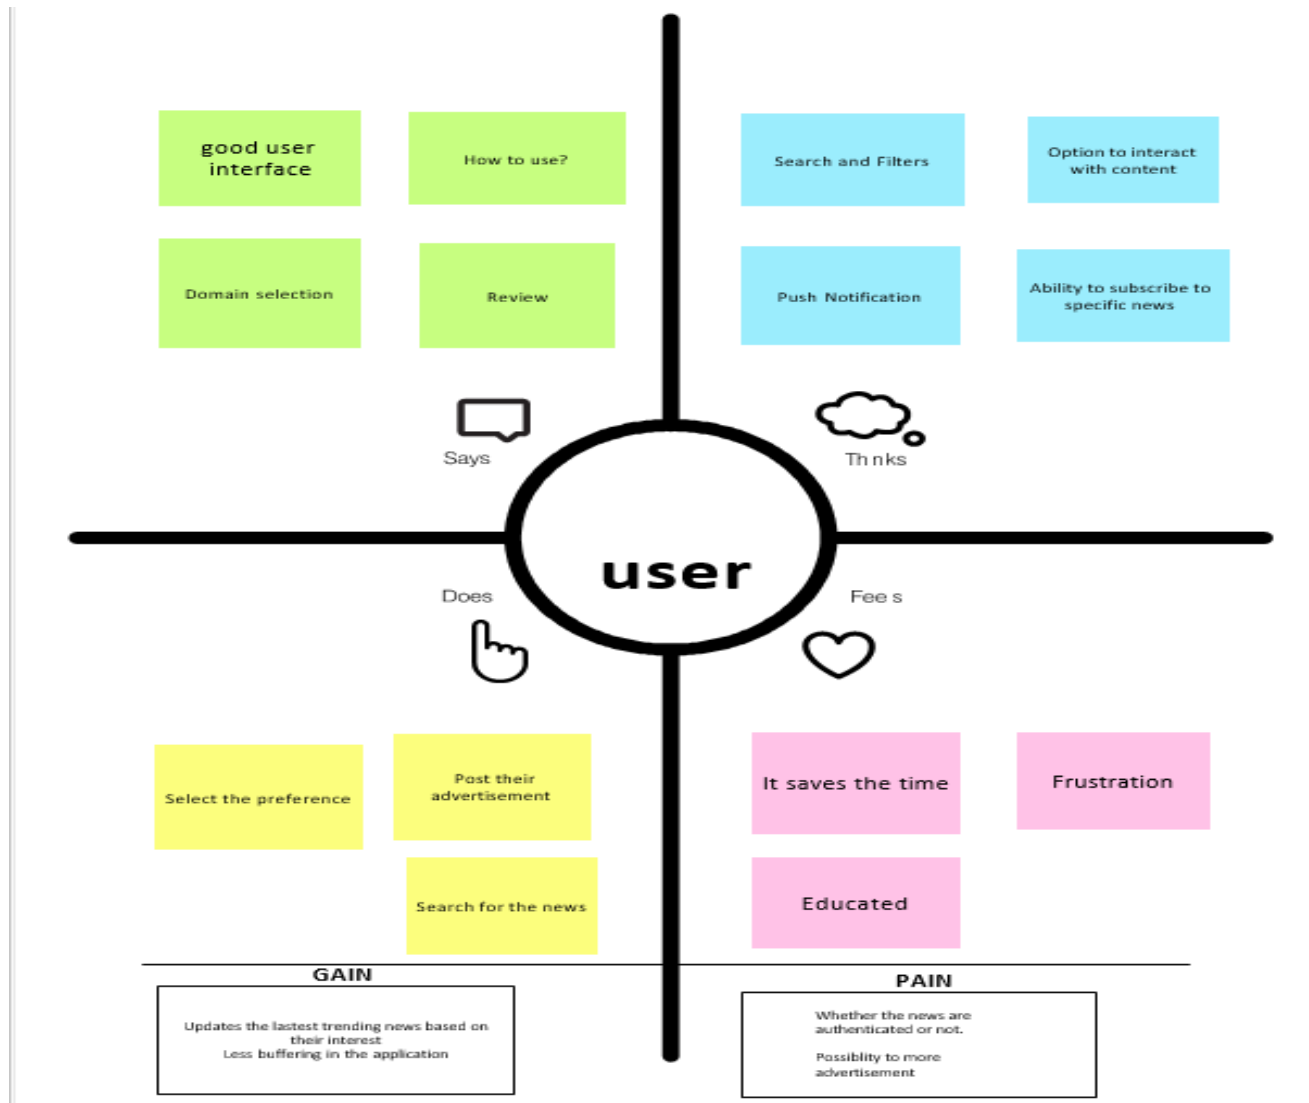 good user
interface
How to use?
Domain selection
Review
Says
Search and Filters
Option to interact
with content
Push Notification
Ability to subscribe to
specific news
Th nks
user
Does
Select the preference
Post their
advertisement
Search for the news
Fee s
It saves the time
Frustration
Educated
GAIN
Updates the lastest trending news based on
their interest
Less buffering in the application
PAIN
Whether the news are
authenticated or not.
Possiblity to more
advertisement